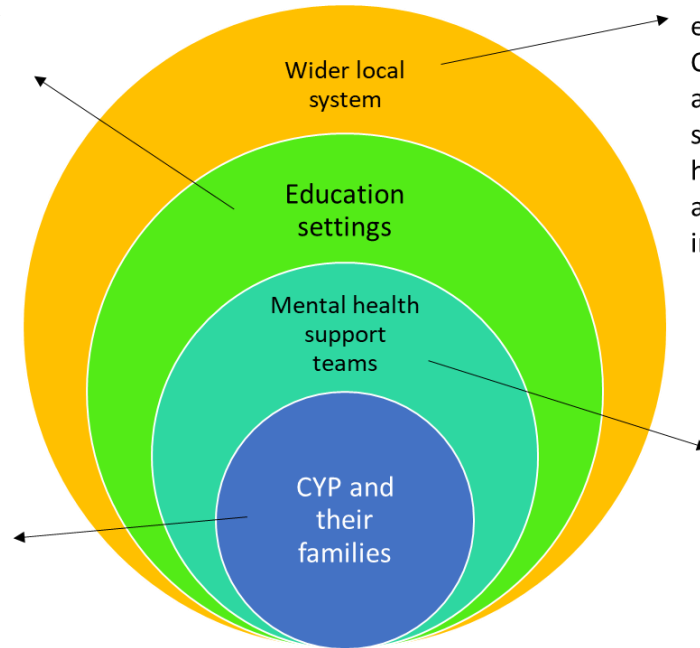 Wider local
system
Education
settings
Mental health
support
teams
CYP and
their
families